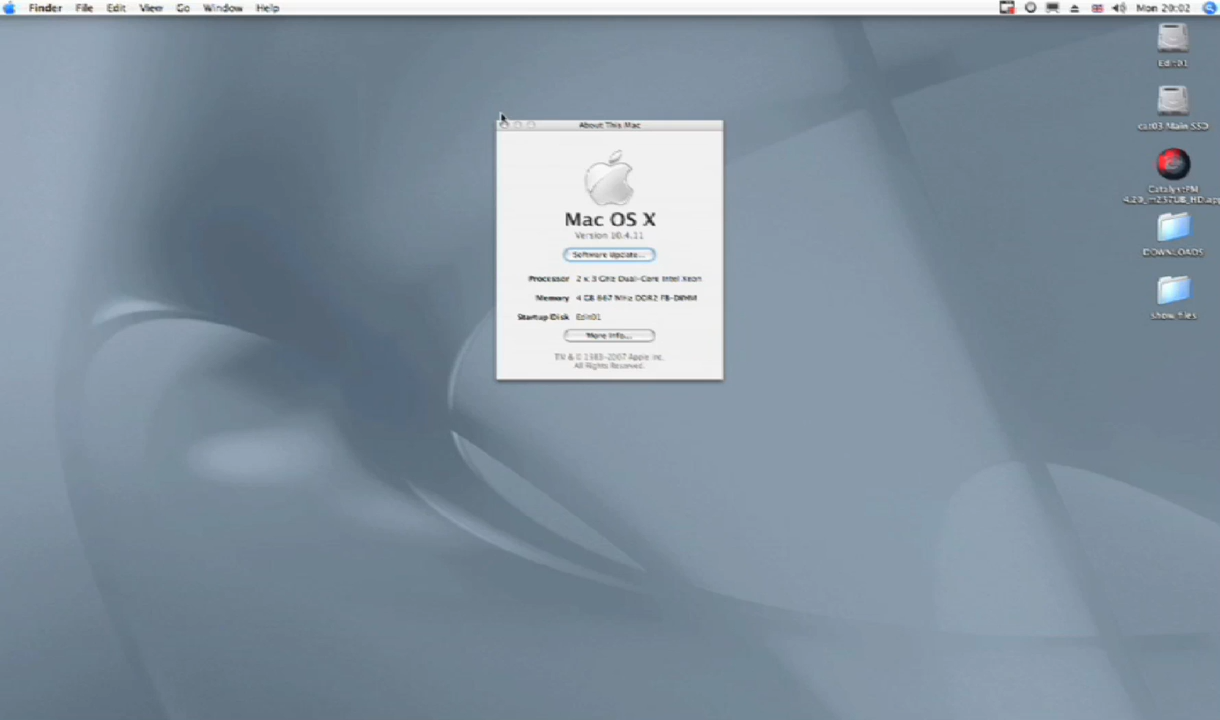 Finder File Edit View Go Window Help
Mon 20:02
About This Mac
Mac OS X
Version 10.4.11
Software Update...
Processor 2 x 3 GHz Dual-Core Intel Xeon
Memory 4 GB 667 MHz DDR2 FB-DIMM
Startup Disk Edit01
More Info...
TM & © 1983-2007 Apple Inc.
All Rights Reserved.
Edit01
cat03 Main SSD
CatalystPM
DOWNLOADS
show files